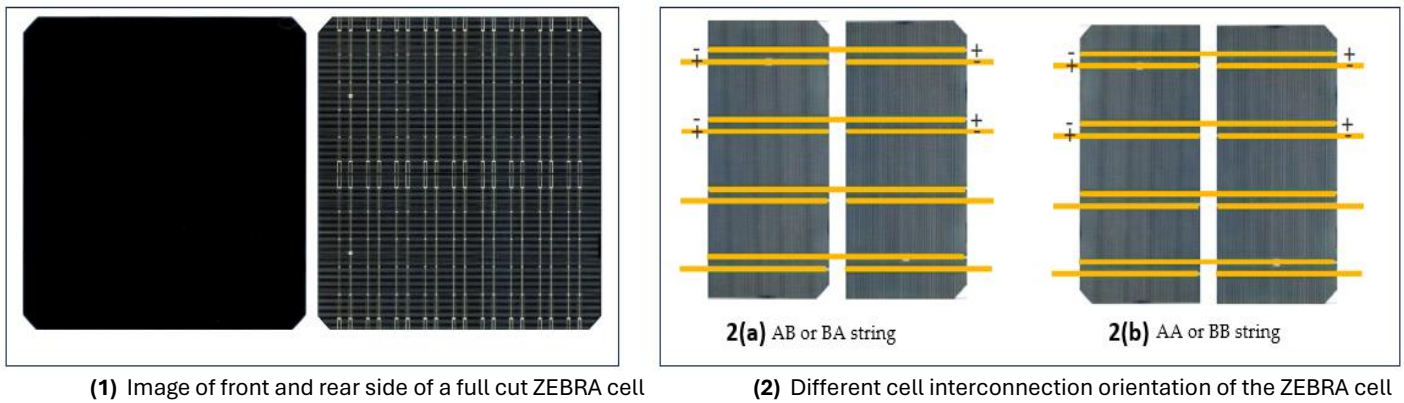 - +
+ -
- +
+ -
2(a) AB or BA string
- +
+ -
- +
+ -
2(b) AA or BB string
(1) Image of front and rear side of a full cut ZEBRA cell
(2) Different cell interconnection orientation of the ZEBRA cell